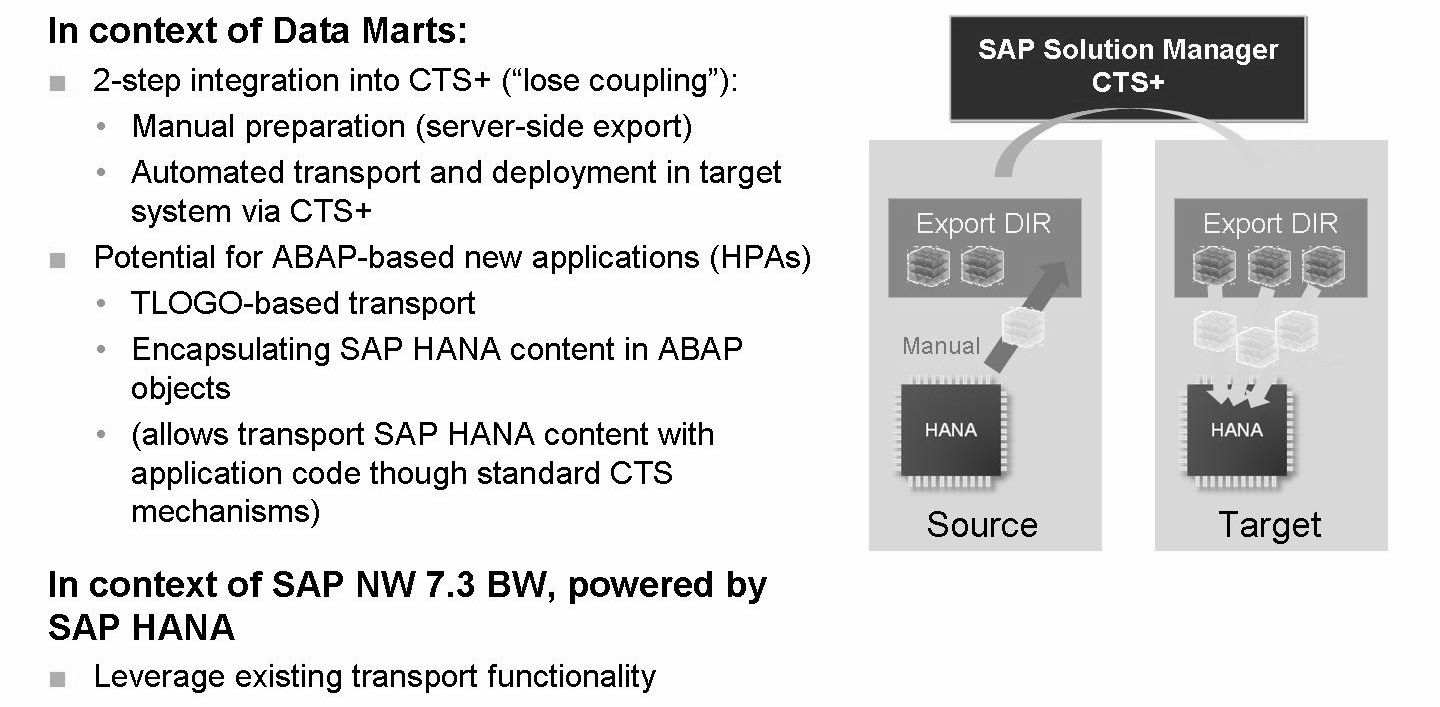 In context of Data Marts:
2-step integration into CTS+ (“lose coupling”):
Manual preparation (server-side export)
Automated transport and deployment in target
system via CTS+
Potential for ABAP-based new applications (HPAs)
TLOGO-based transport
Encapsulating SAP HANA content in ABAP
objects
(allows transport SAP HANA content with
application code though standard CTS
mechanisms)
In context of SAP NW 7.3 BW, powered by
SAP HANA
Leverage existing transport functionality
SAP Solution Manager
CTS+
Export DIR
Manual
HANA
Source
Export DIR
HANA
Target